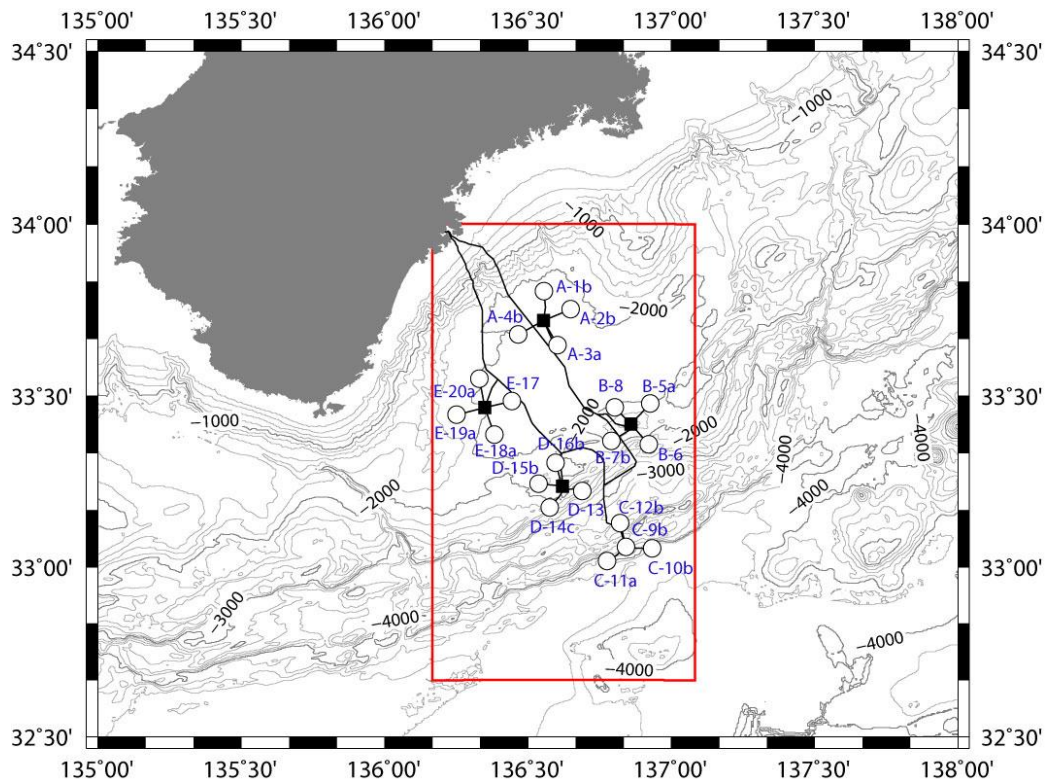 135˚00' 135˚30' 136˚00' 136˚30' 137˚00' 137˚30' 138˚00'
34˚30' 34˚30'
−1000
34˚00' 34˚00'
−1000
A-1b
−2000
A-4b A-2b
A-3a
33˚30' 33˚30'
E-20a E-17 B-8 B-5a
−1000
−2000
−2000
−4000
−4000
E-19a D-16b
E-18a B-7b B-6
D-15b −3000
−2000
−4000
D-13 C-12b
D-14c C-9b
33˚00' 33˚00'
C-11a C-10b
−3000
−4000
−4000
−4000
32˚30' 32˚30'
135˚00' 135˚30' 136˚00' 136˚30' 137˚00' 137˚30' 138˚00'